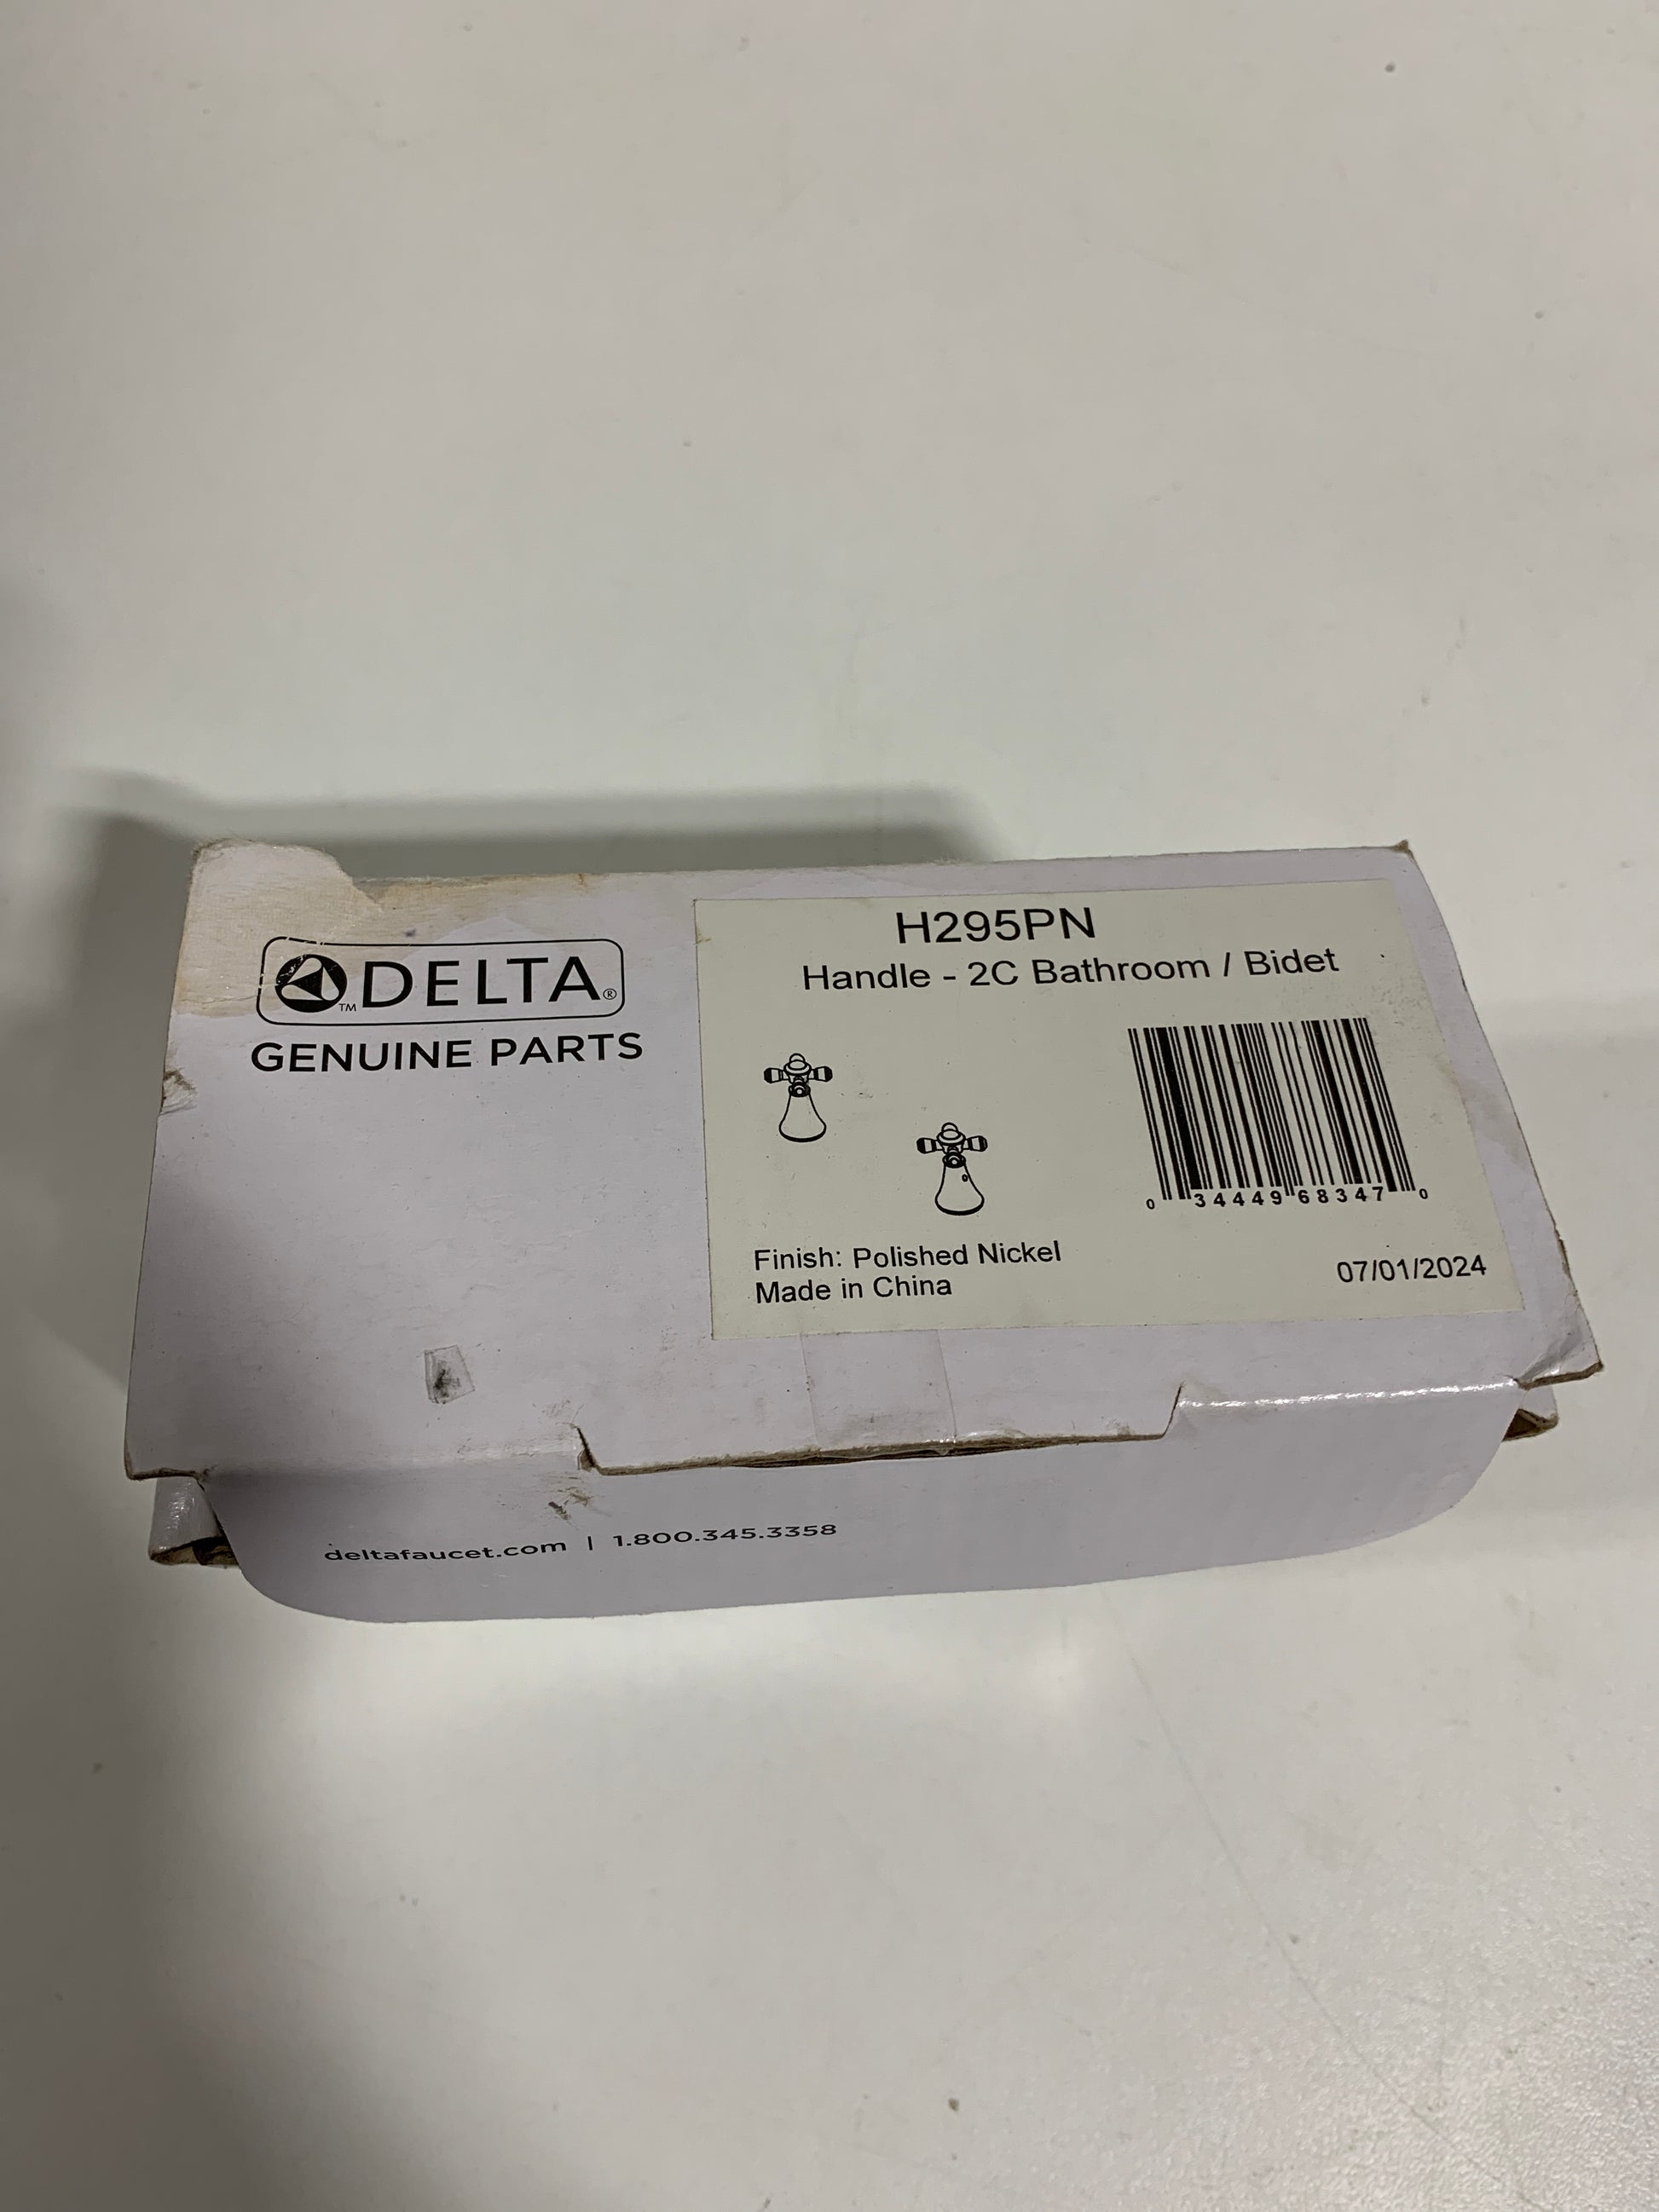 DELTA®
™
GENUINE PARTS
H295PN
Handle - 2C Bathroom / Bidet
0 34449 68347 0
Finish: Polished Nickel
Made in China
07/01/2024
deltafaucet.com | 1.800.345.3358